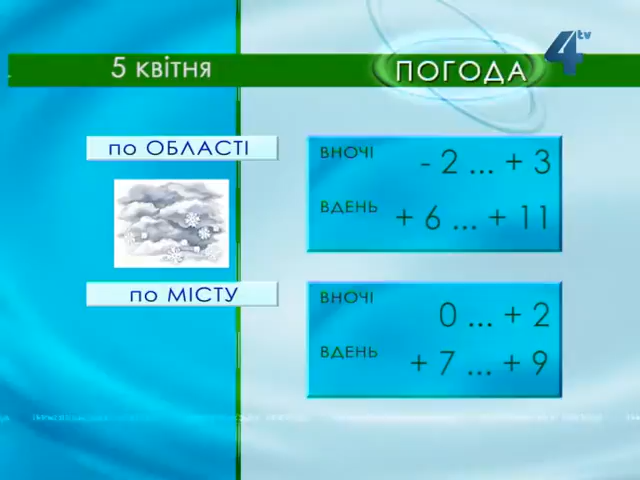 5 квітня
ПОГОДА
4tv
по ОБЛАСТІ
ВНОЧІ
- 2 ... + 3
ВДЕНЬ
+ 6 ... + 11
по МІСТУ
ВНОЧІ
0 ... + 2
ВДЕНЬ
+ 7 ... + 9